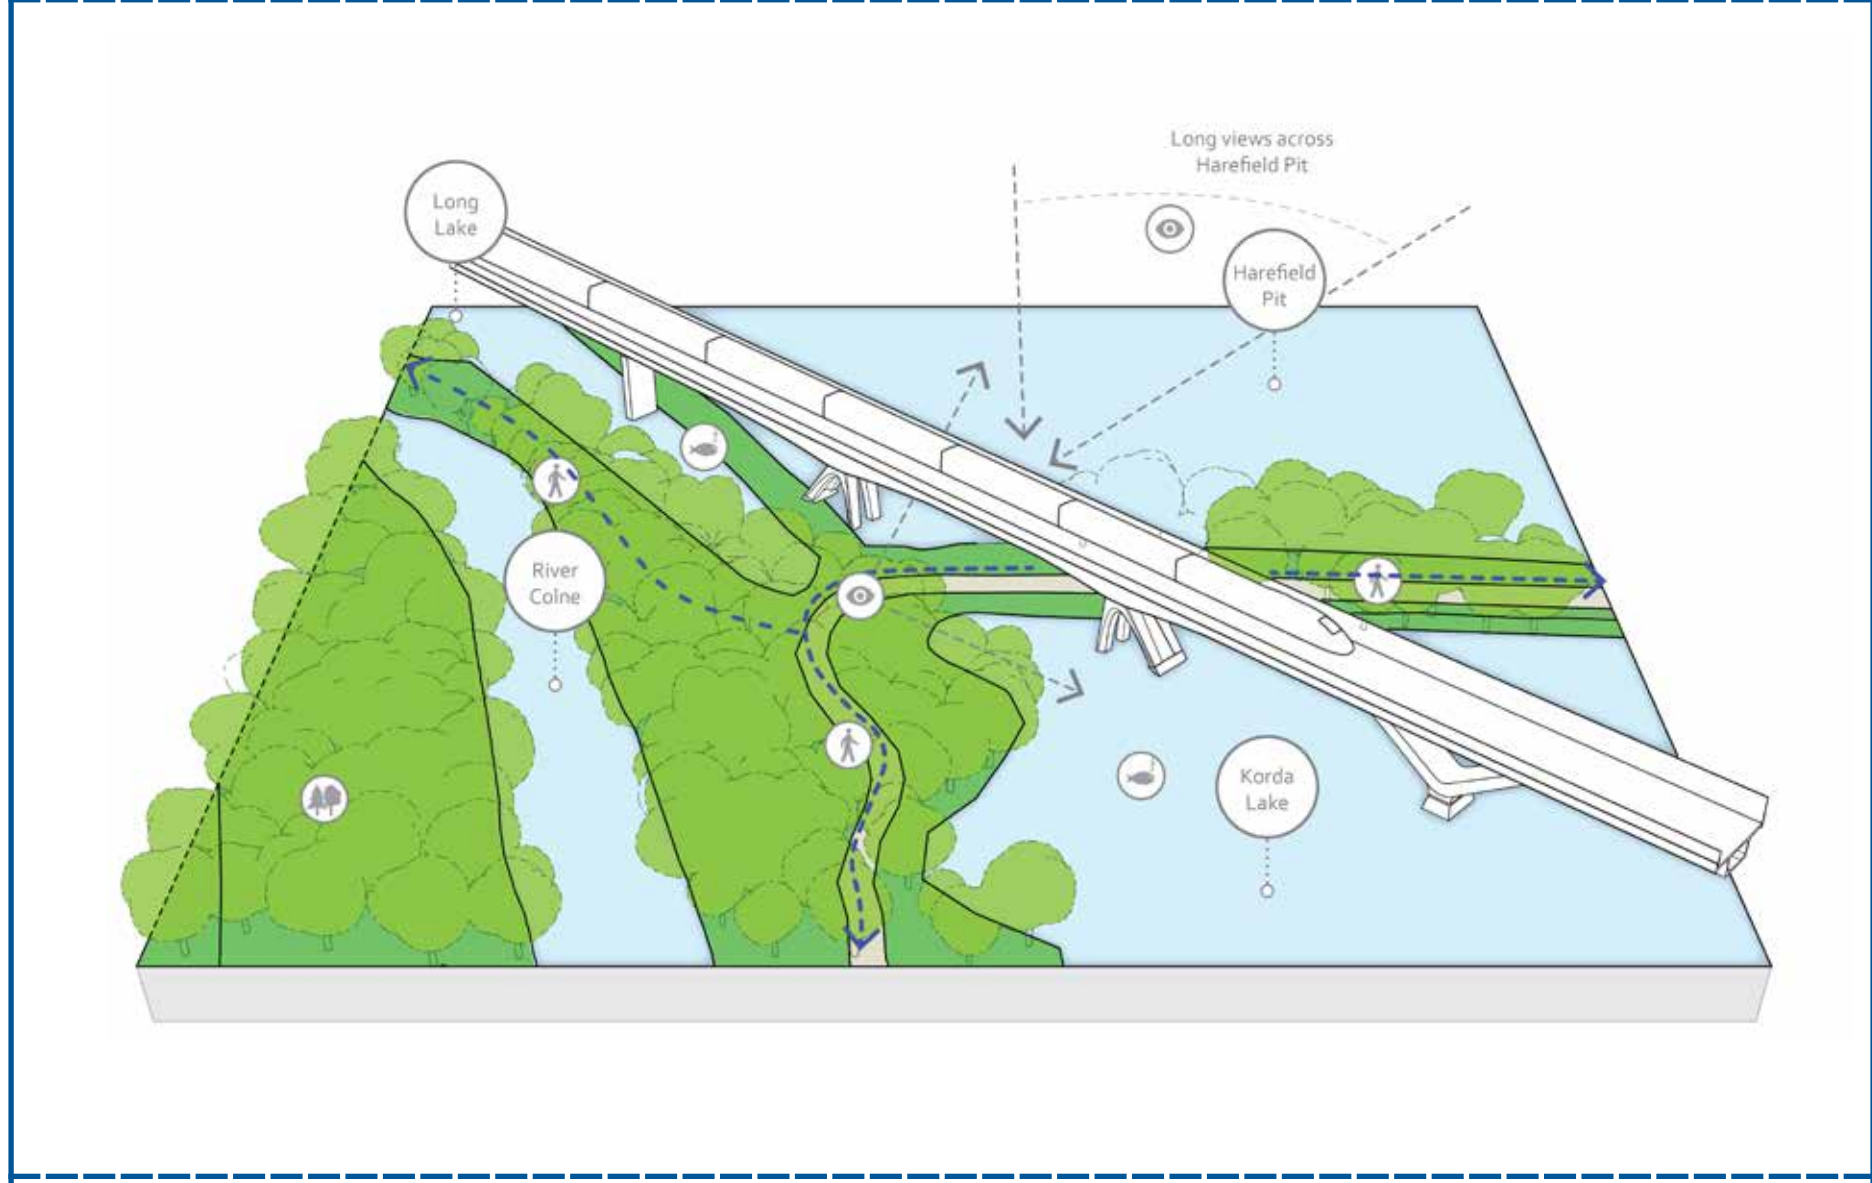 Long views across
Harefield Pit
Long
Lake
Harefield
Pit
River
Colne
Korda
Lake